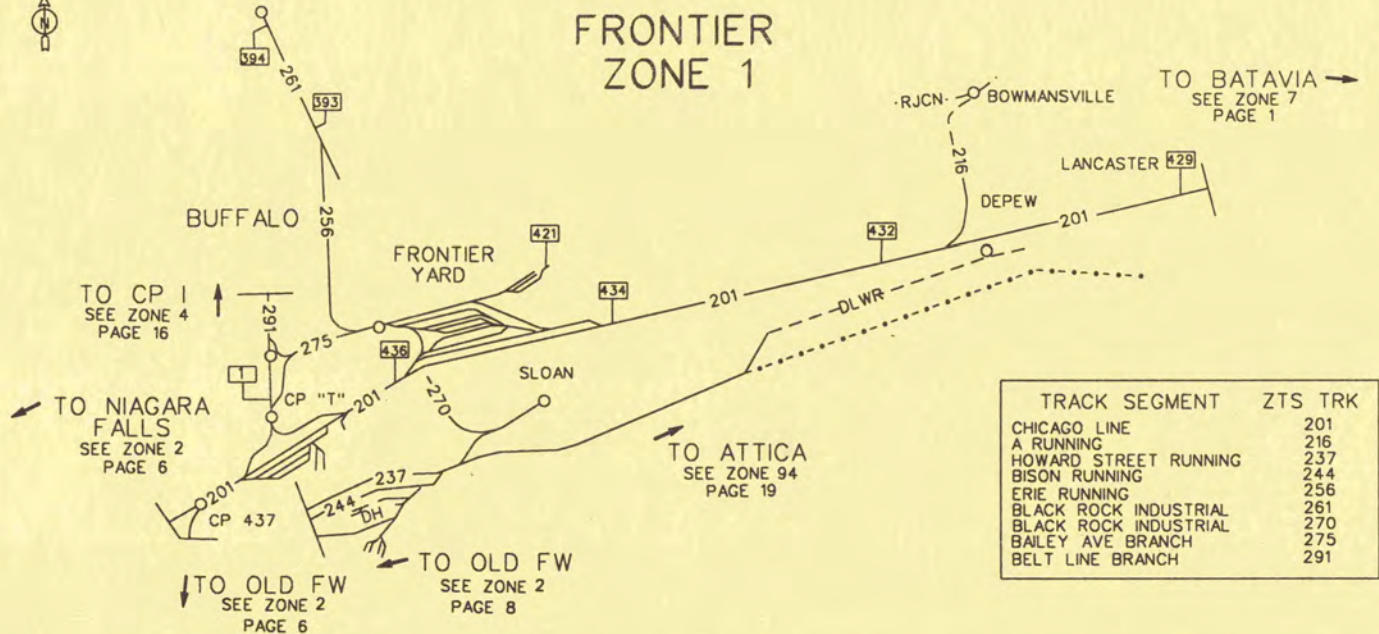 N
FRONTIER
ZONE 1
394
261
393
TO BATAVIA
SEE ZONE 7
PAGE 1
·RJCN·
BOWMANSVILLE
216
LANCASTER
429
DEPEW
201
BUFFALO
256
432
421
FRONTIER
YARD
434
201
DLWR
TO CP 1
SEE ZONE 4
PAGE 16
291
275
436
SLOAN
1
CP "T"
201
270
TO NIAGARA
FALLS
SEE ZONE 2
PAGE 6
TO ATTICA
SEE ZONE 94
PAGE 19
201
CP 437
237
244
DH
TO OLD FW
SEE ZONE 2
PAGE 8
TO OLD FW
SEE ZONE 2
PAGE 6
TRACK SEGMENT ZTS TRK
CHICAGO LINE 201
A RUNNING 216
HOWARD STREET RUNNING 237
BISON RUNNING 244
ERIE RUNNING 256
BLACK ROCK INDUSTRIAL 261
BLACK ROCK INDUSTRIAL 270
BAILEY AVE BRANCH 275
BELT LINE BRANCH 291